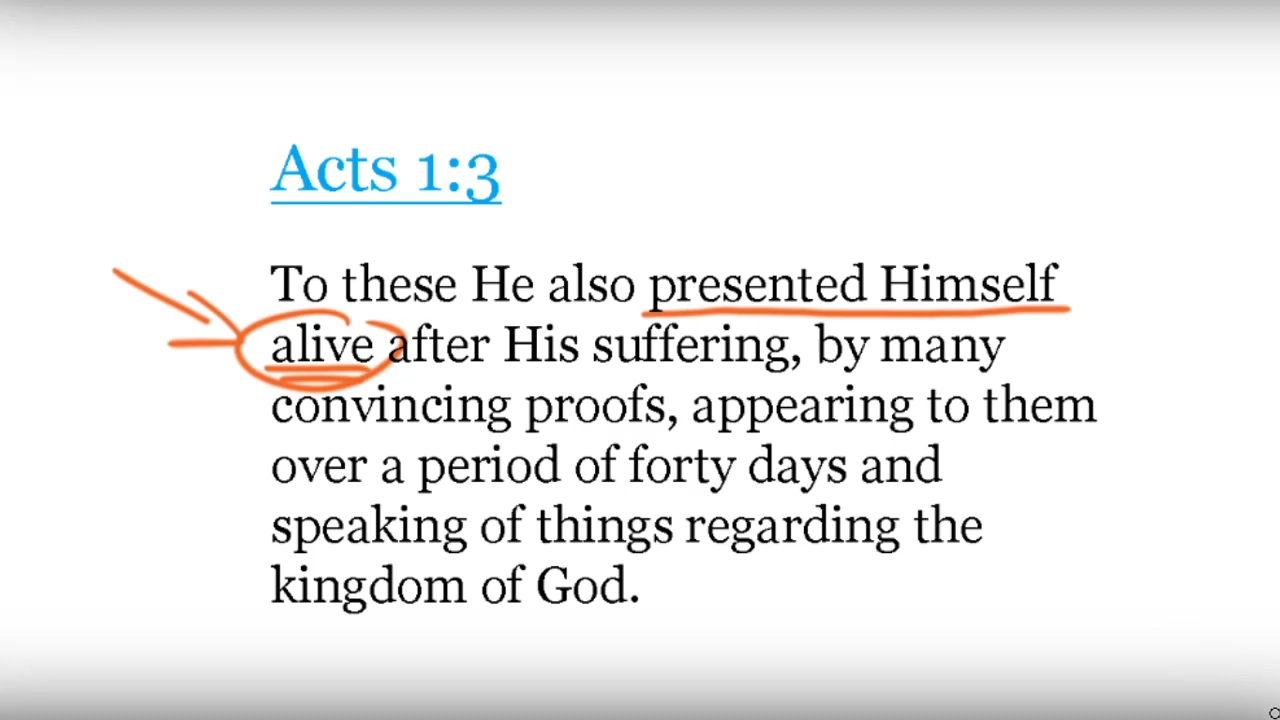 Acts 1:3
To these He also presented Himself
alive after His suffering, by many
convincing proofs, appearing to them
over a period of forty days and
speaking of things regarding the
kingdom of God.